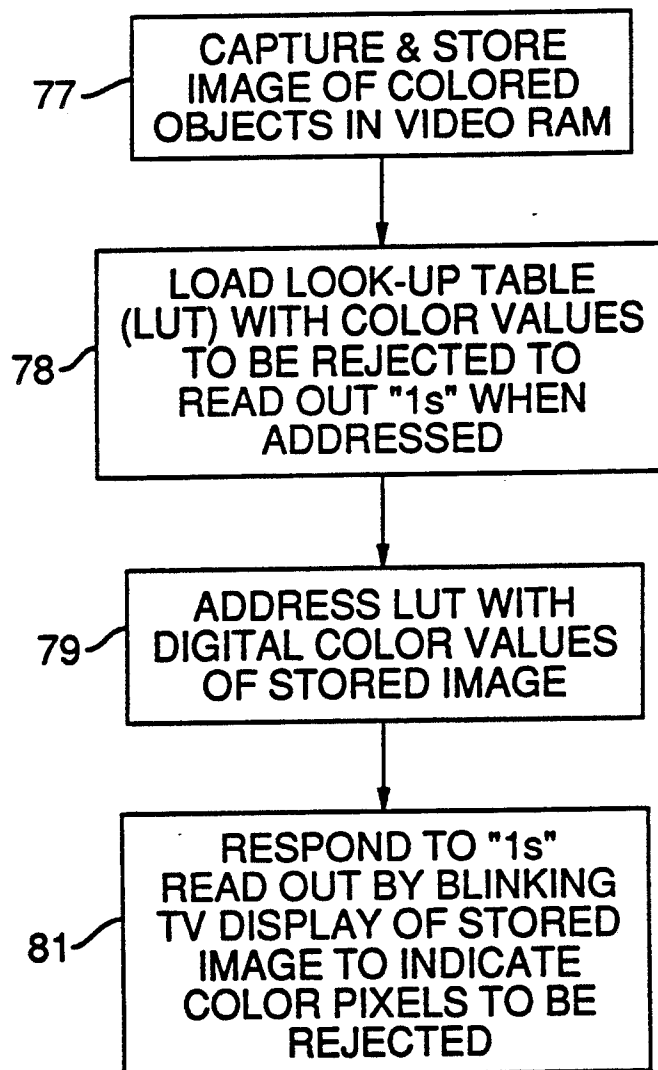 CAPTURE & STORE
77
IMAGE OF COLORED
OBJECTS IN VIDEO RAM
LOAD LOOK-UP TABLE
(LUT) WITH COLOR VALUES
78
TO BE REJECTED TO
READ OUT "1s" WHEN
ADDRESSED
ADDRESS LUT WITH
79
DIGITAL COLOR VALUES
OF STORED IMAGE
RESPOND TO "1s"
READ OUT BY BLINKING
TV DISPLAY OF STORED
81
IMAGE TO INDICATE
COLOR PIXELS TO BE
REJECTED